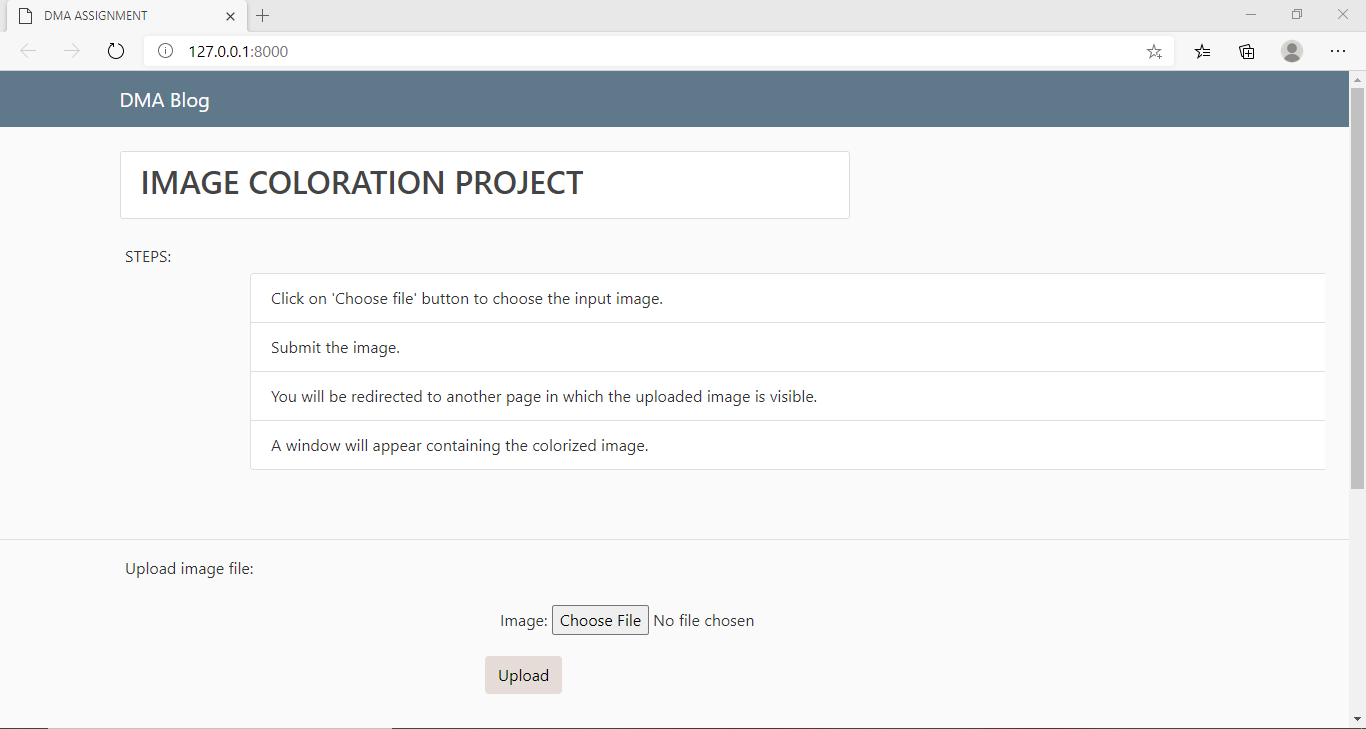 DMA ASSIGNMENT
127.0.0.1:8000
DMA Blog
IMAGE COLORATION PROJECT
STEPS:
Click on 'Choose file' button to choose the input image.
Submit the image.
You will be redirected to another page in which the uploaded image is visible.
A window will appear containing the colorized image.
Upload image file:
Image: Choose File No file chosen
Upload